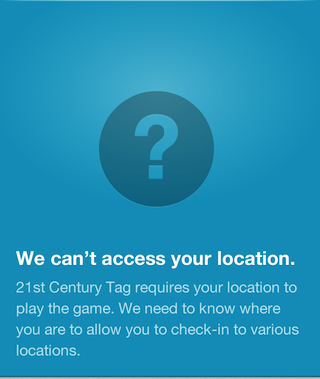 ?
We can’t access your location.
21st Century Tag requires your location to
play the game. We need to know where
you are to allow you to check-in to various
locations.